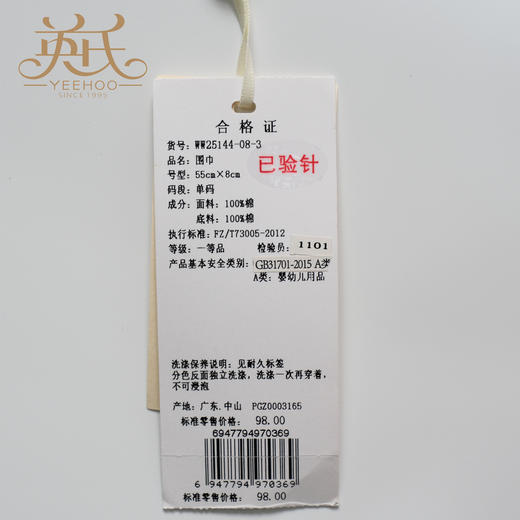 英氏
YEEHOO
SINCE 1995
合格证
货号: WW25144-08-3
品名: 围巾
已验针
号型: 55cm×8cm
码段: 单码
成分: 面料: 100%棉
底料: 100%棉
执行标准: FZ/T73005-2012
等级: 一等品 检验员: 1101
产品基本安全类别: GB31701-2015 A类
A类: 婴幼儿用品
洗涤保养说明: 见耐久标签
分色反面独立洗涤, 洗涤一次再穿着,
不可浸泡
产地: 广东.中山 PGZ0003165
标准零售价格: 98.00
6947794970369
6 947794 970369
标准零售价格: 98.00